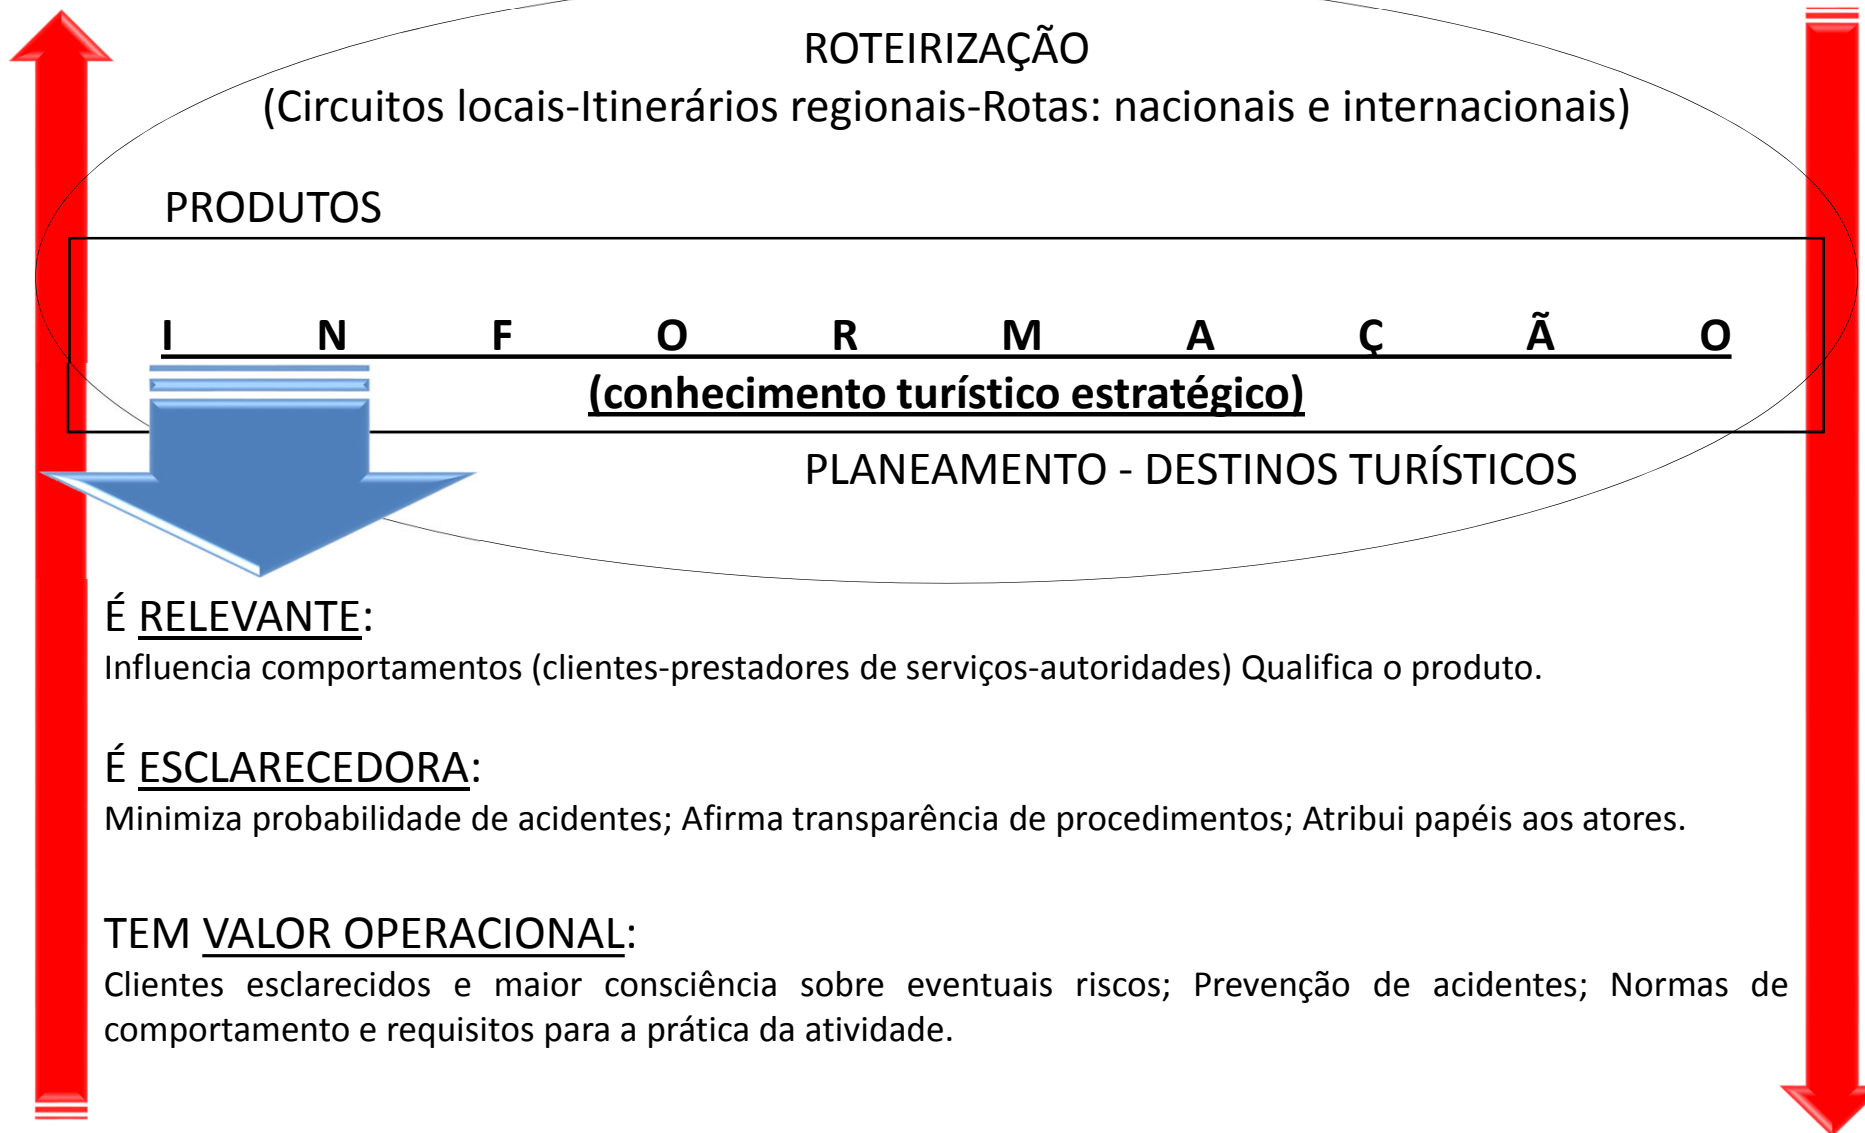 ROTEIRIZAÇÃO
(Circuitos locais-Itinerários regionais-Rotas: nacionais e internacionais)
PRODUTOS
I N F O R M A Ç Ã O
(conhecimento turístico estratégico)
PLANEAMENTO - DESTINOS TURÍSTICOS
É RELEVANTE:
Influencia comportamentos (clientes-prestadores de serviços-autoridades) Qualifica o produto.
É ESCLARECEDORA:
Minimiza probabilidade de acidentes; Afirma transparência de procedimentos; Atribui papéis aos atores.
TEM VALOR OPERACIONAL:
Clientes esclarecidos e maior consciência sobre eventuais riscos; Prevenção de acidentes; Normas de
comportamento e requisitos para a prática da atividade.